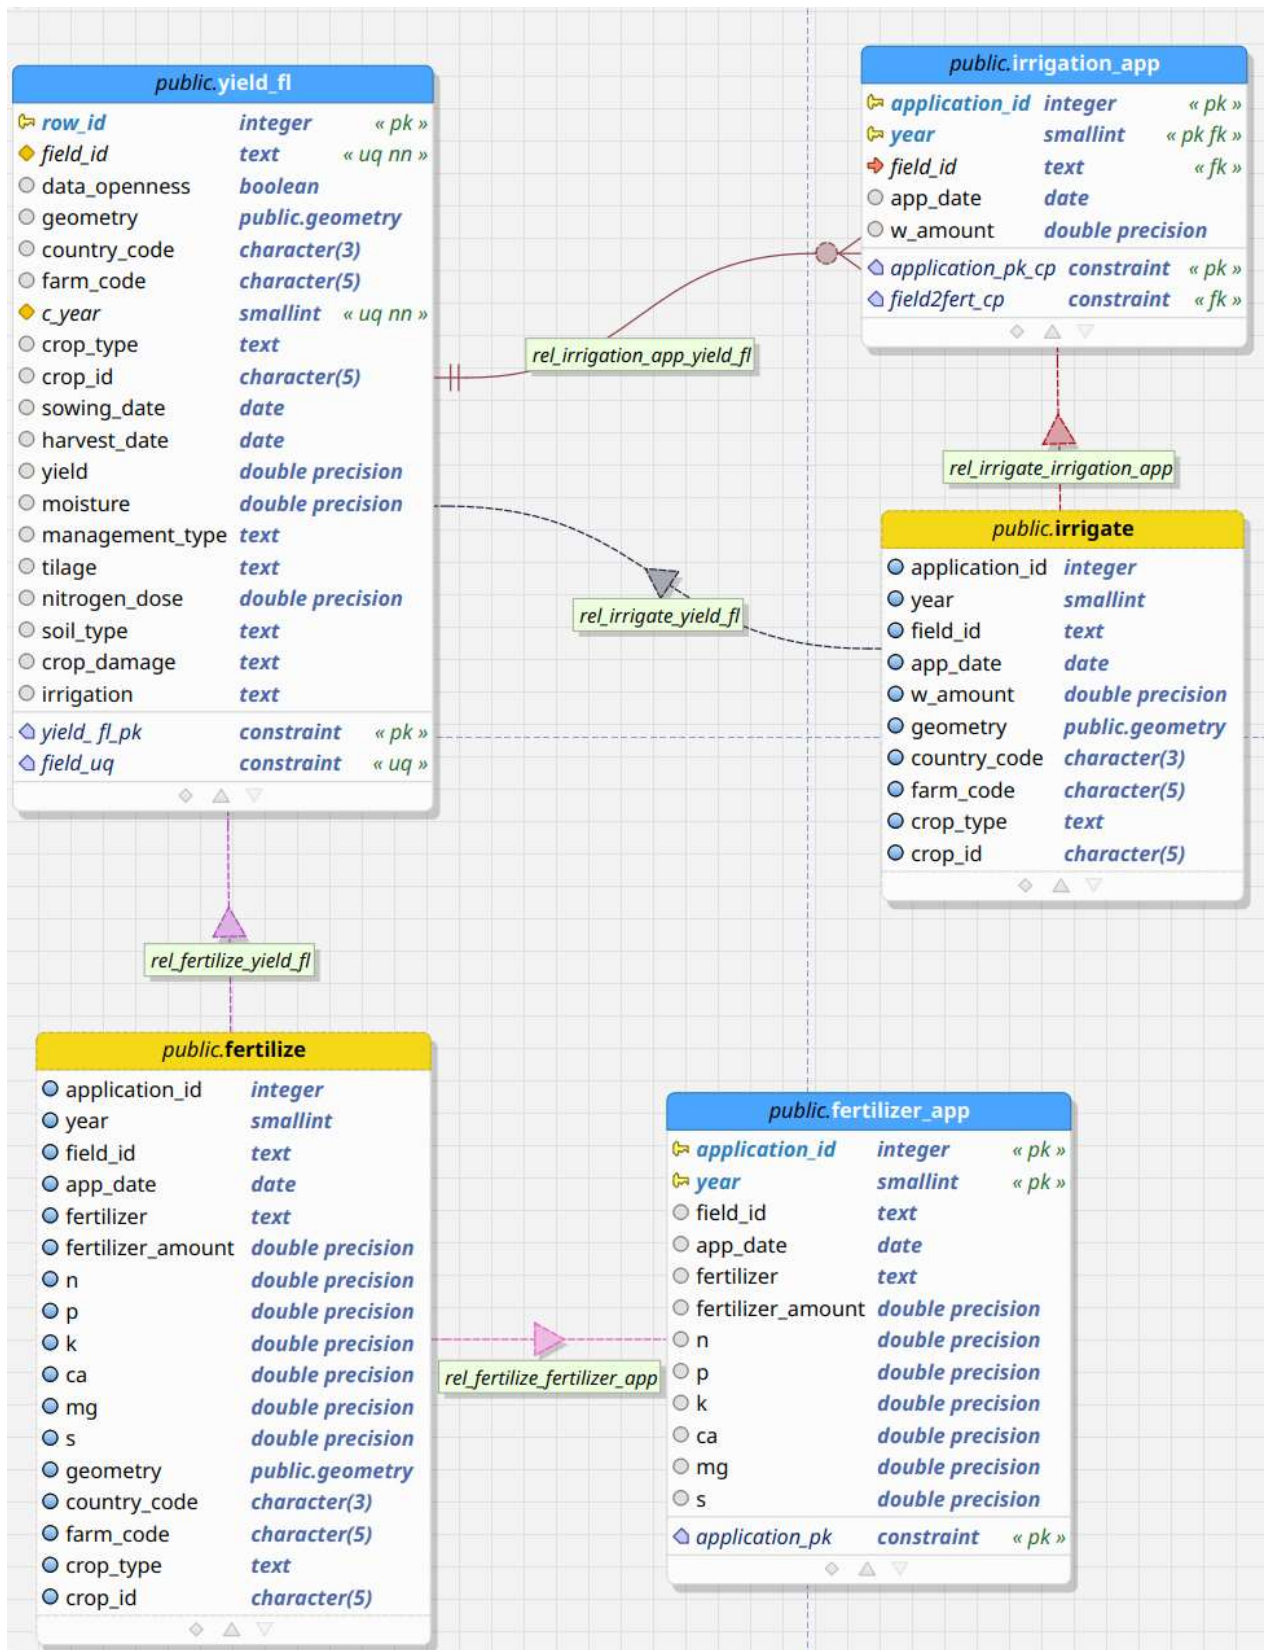 public.yield_fl
row_id integer « pk »
field_id text « uq nn »
data_openness boolean
geometry public.geometry
country_code character(3)
farm_code character(5)
c_year smallint « uq nn »
crop_type text
crop_id character(5)
sowing_date date
harvest_date date
yield double precision
moisture double precision
management_type text
tilage text
nitrogen_dose double precision
soil_type text
crop_damage text
irrigation text
yield_ fl_pk constraint « pk »
field_uq constraint « uq »
public.irrigation_app
application_id integer « pk »
year smallint « pk fk »
field_id text « fk »
app_date date
w_amount double precision
application_pk_cp constraint « pk »
field2fert_cp constraint « fk »
rel_irrigation_app_yield_fl
rel_irrigate_irrigation_app
rel_irrigate_yield_fl
public.irrigate
application_id integer
year smallint
field_id text
app_date date
w_amount double precision
geometry public.geometry
country_code character(3)
farm_code character(5)
crop_type text
crop_id character(5)
rel_fertilize_yield_fl
public.fertilize
application_id integer
year smallint
field_id text
app_date date
fertilizer text
fertilizer_amount double precision
n double precision
p double precision
k double precision
ca double precision
mg double precision
s double precision
geometry public.geometry
country_code character(3)
farm_code character(5)
crop_type text
crop_id character(5)
rel_fertilize_fertilizer_app
public.fertilizer_app
application_id integer « pk »
year smallint « pk »
field_id text
app_date date
fertilizer text
fertilizer_amount double precision
n double precision
p double precision
k double precision
ca double precision
mg double precision
s double precision
application_pk constraint « pk »